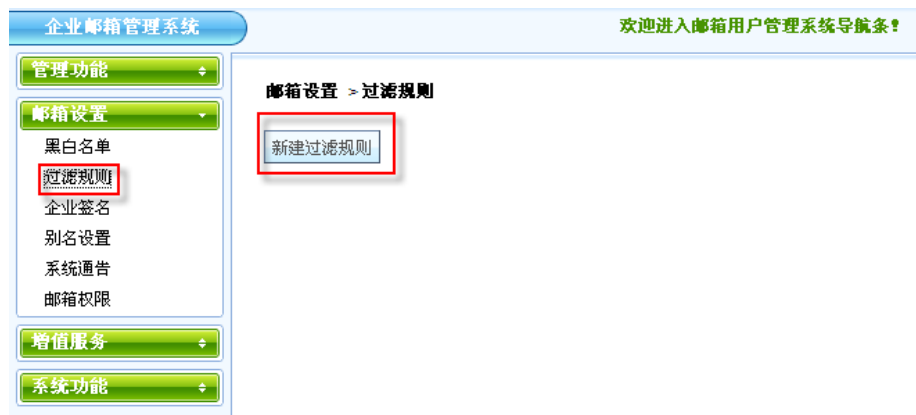 企业邮箱管理系统
欢迎进入邮箱用户管理系统导航条!
管理功能
邮箱设置
黑白名单
过滤规则
企业签名
别名设置
系统通告
邮箱权限
增值服务
系统功能
邮箱设置 >过滤规则
新建过滤规则